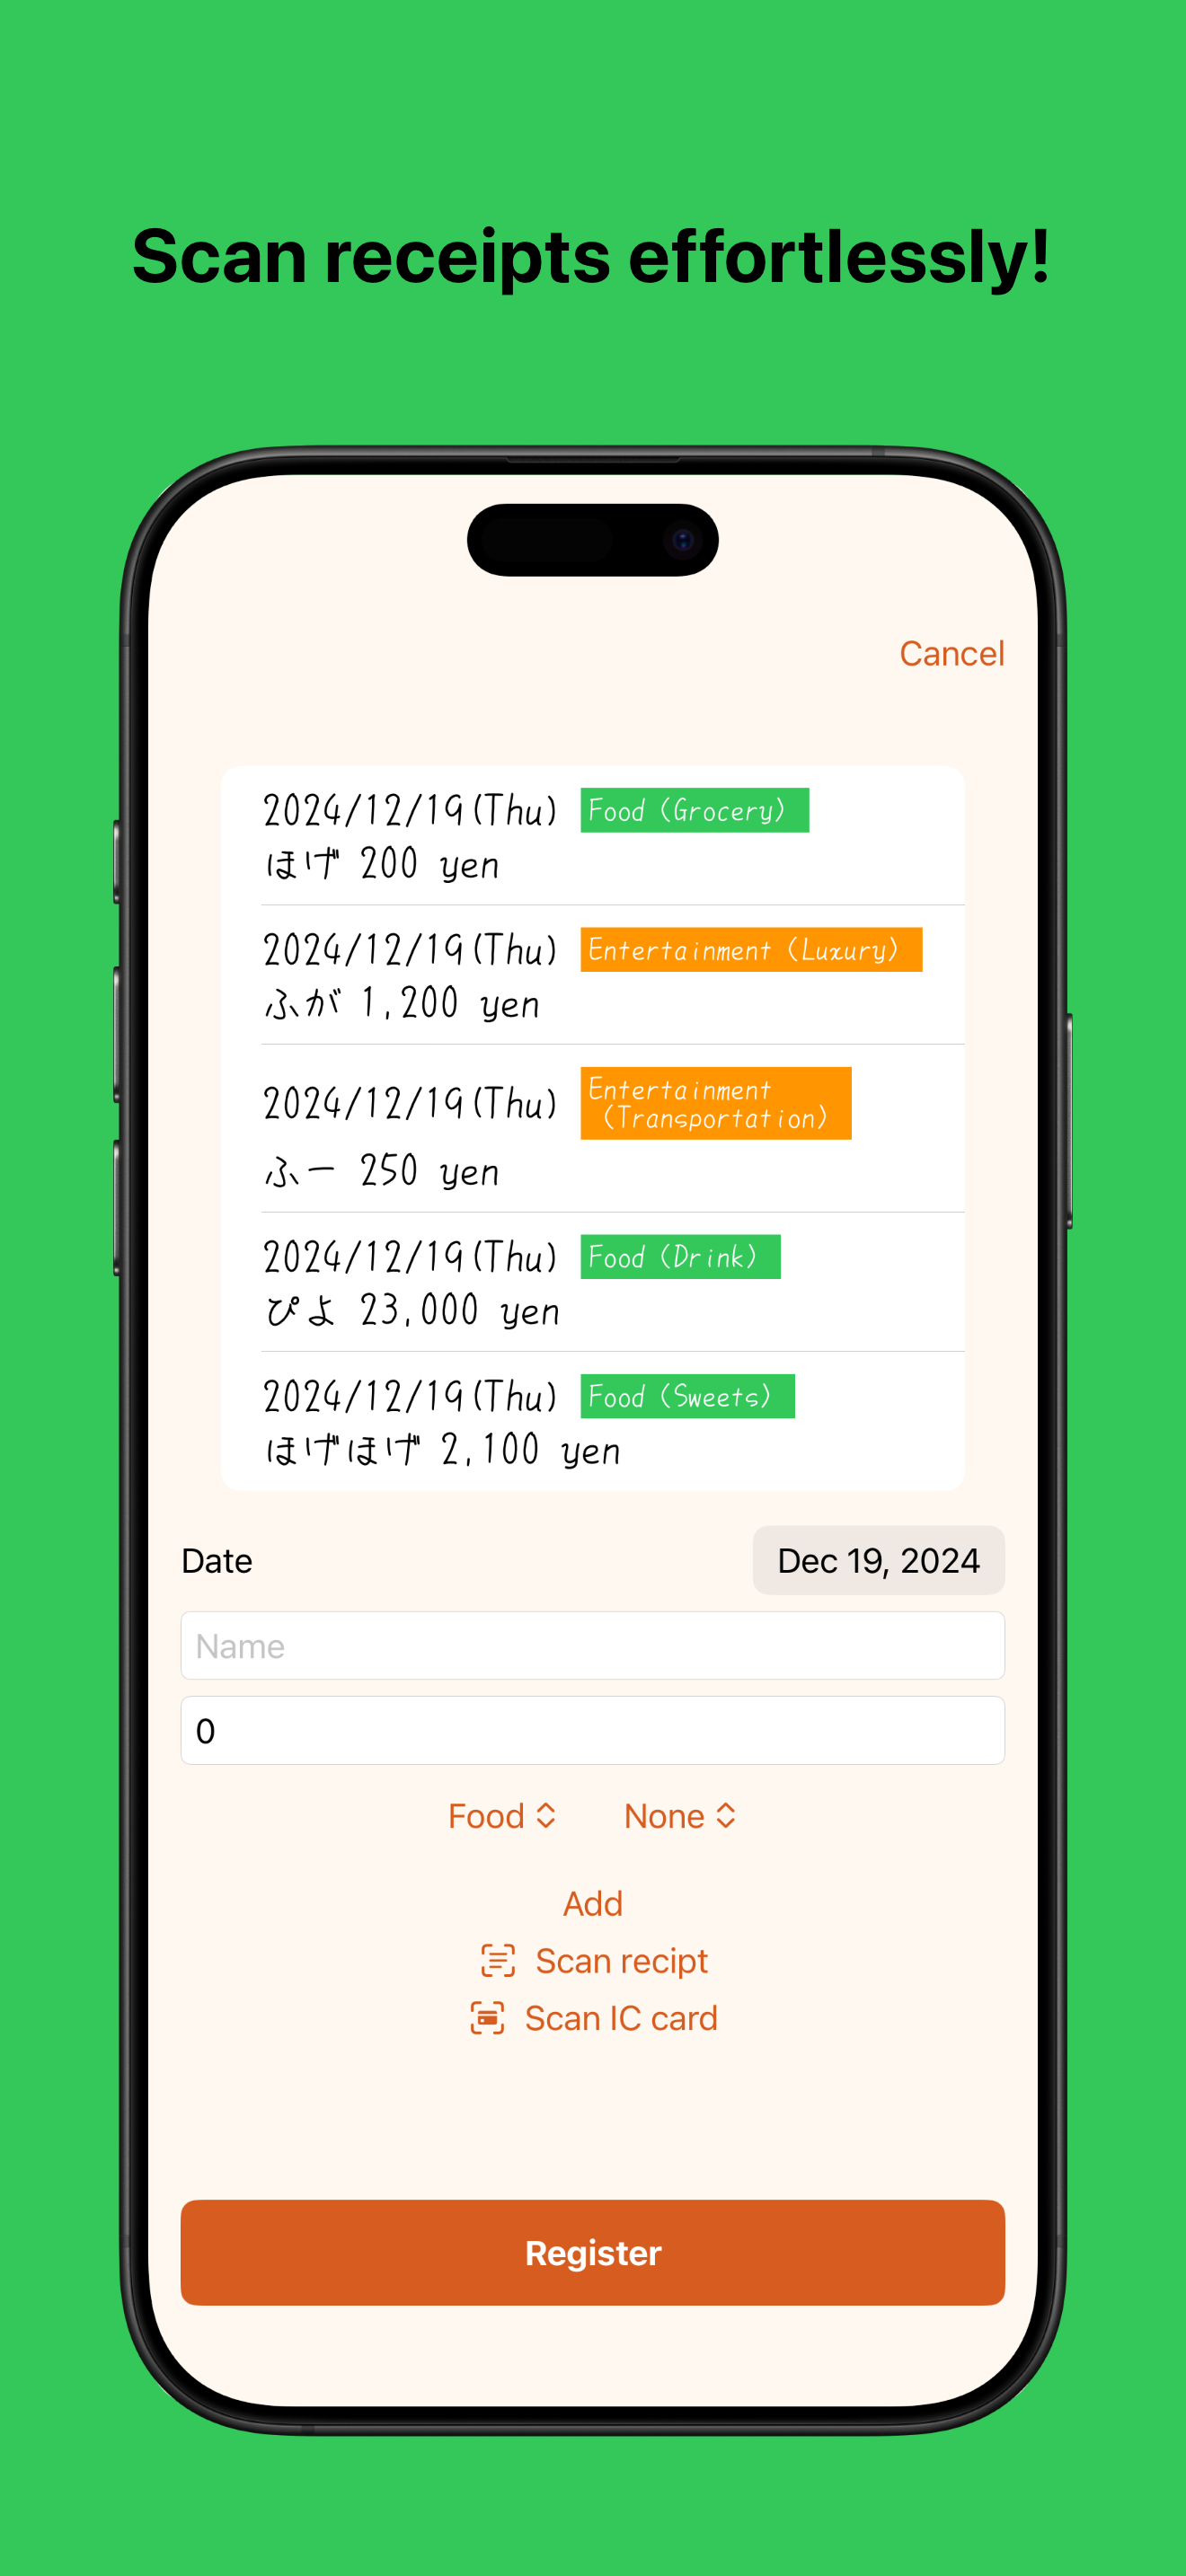 Scan receipts effortlessly!
Cancel
2024/12/19(Thu) Food (Grocery)
ほげ 200 yen
2024/12/19(Thu) Entertainment (Luxury)
ふが 1,200 yen
2024/12/19(Thu) Entertainment
(Transportation)
ふー 250 yen
2024/12/19(Thu) Food (Drink)
ぴよ 23,000 yen
2024/12/19(Thu) Food (Sweets)
ほげほげ 2,100 yen
Date Dec 19, 2024
Name
0
Food None
Add
Scan recipt
Scan IC card
Register